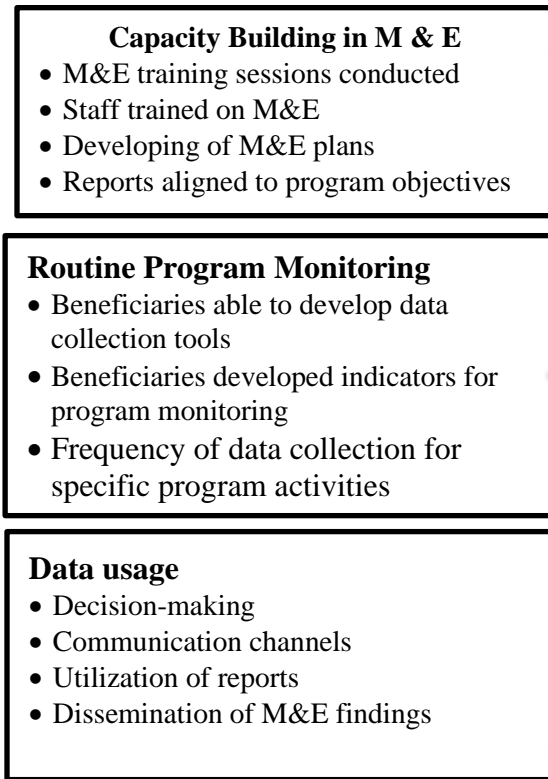 Capacity Building in M & E
• M&E training sessions conducted
• Staff trained on M&E
• Developing of M&E plans
• Reports aligned to program objectives
Routine Program Monitoring
• Beneficiaries able to develop data
collection tools
• Beneficiaries developed indicators for
program monitoring
• Frequency of data collection for
specific program activities
Data usage
• Decision-making
• Communication channels
• Utilization of reports
• Dissemination of M&E findings